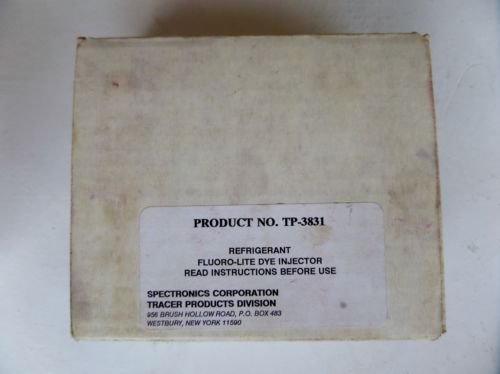 PRODUCT NO. TP-3831
REFRIGERANT
FLUORO-LITE DYE INJECTOR
READ INSTRUCTIONS BEFORE USE
SPECTRONICS CORPORATION
TRACER PRODUCTS DIVISION
956 BRUSH HOLLOW ROAD, P.O. BOX 483
WESTBURY, NEW YORK 11590